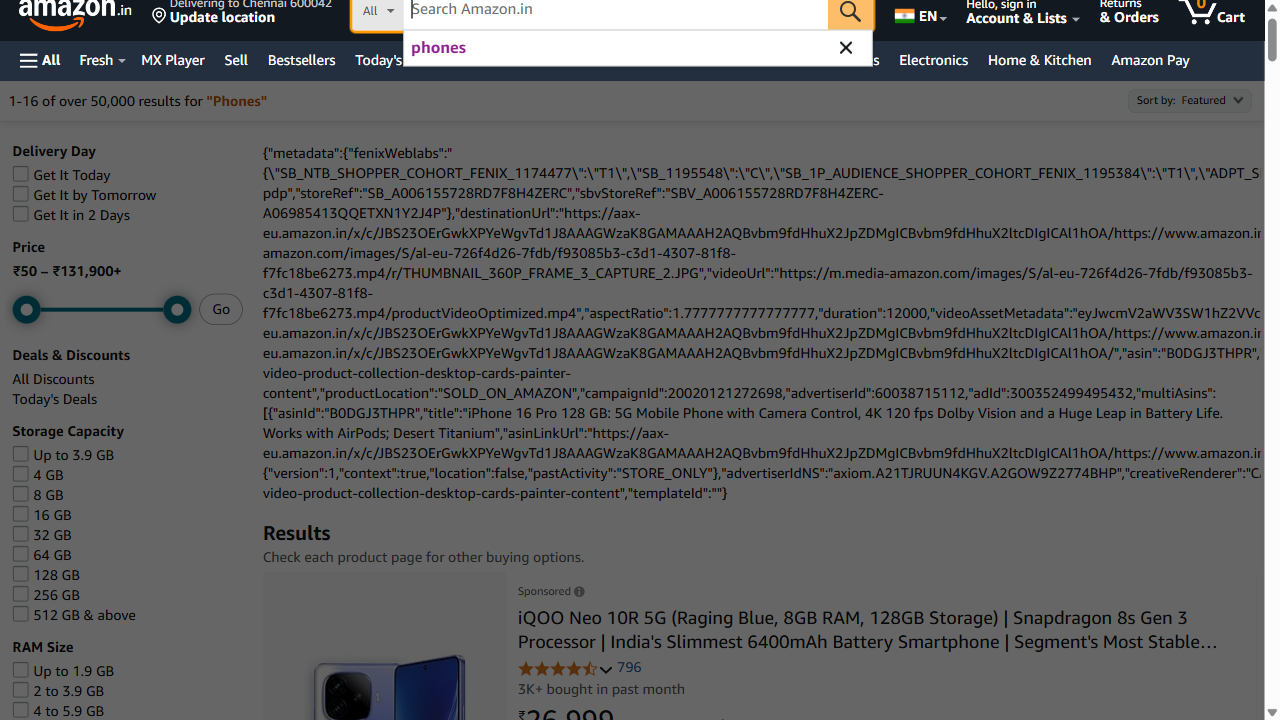 amazon.in
Delivering to Chennai 600042
Update location
All
Search Amazon.in
EN
Hello, sign in
Account & Lists
Returns
& Orders
0
Cart
phones
All
Fresh
MX Player
Sell
Bestsellers
Today's
Electronics
Home & Kitchen
Amazon Pay
1-16 of over 50,000 results for "Phones"
Sort by: Featured
Delivery Day
Get It Today
Get It by Tomorrow
Get It in 2 Days
Price
₹50 – ₹131,900+
Go
Deals & Discounts
All Discounts
Today's Deals
Storage Capacity
Up to 3.9 GB
4 GB
8 GB
16 GB
32 GB
64 GB
128 GB
256 GB
512 GB & above
RAM Size
Up to 1.9 GB
2 to 3.9 GB
4 to 5.9 GB
{"metadata":{"fenixWeblabs":"
{\"SB_NTB_SHOPPER_COHORT_FENIX_1174477\":\"T1\",\"SB_1195548\":\"C\",\"SB_1P_AUDIENCE_SHOPPER_COHORT_FENIX_1195384\":\"T1\",\"ADPT_S
pdp","storeRef":"SB_A006155728RD7F8H4ZERC","sbvStoreRef":"SBV_A006155728RD7F8H4ZERC-
A06985413QQETXN1Y2J4P"},"destinationUrl":"https://aax-
eu.amazon.in/x/c/JBS23OErGwkXPYeWgvTd1J8AAAGWzaK8GAMAAAH2AQBvbm9fdHhuX2JpZDMgICBvbm9fdHhuX2ltcDIgICAl1hOA/https://www.amazon.in
amazon.com/images/S/al-eu-726f4d26-7fdb/f93085b3-c3d1-4307-81f8-
f7fc18be6273.mp4/r/THUMBNAIL_360P_FRAME_3_CAPTURE_2.JPG","videoUrl":"https://m.media-amazon.com/images/S/al-eu-726f4d26-7fdb/f93085b3-
c3d1-4307-81f8-
f7fc18be6273.mp4/productVideoOptimized.mp4","aspectRatio":1.7777777777777777,"duration":12000,"videoAssetMetadata":"eyJwcmV2aWV3SW1hZ2VVc
eu.amazon.in/x/c/JBS23OErGwkXPYeWgvTd1J8AAAGWzaK8GAMAAAH2AQBvbm9fdHhuX2JpZDMgICBvbm9fdHhuX2ltcDIgICAl1hOA/https://www.amazon.in
eu.amazon.in/x/c/JBS23OErGwkXPYeWgvTd1J8AAAGWzaK8GAMAAAH2AQBvbm9fdHhuX2JpZDMgICBvbm9fdHhuX2ltcDIgICAl1hOA/","asin":"B0DGJ3THPR",
video-product-collection-desktop-cards-painter-
content","productLocation":"SOLD_ON_AMAZON","campaignId":20020121272698,"advertiserId":60038715112,"adId":300352499495432,"multiAsins":
[{"asinId":"B0DGJ3THPR","title":"iPhone 16 Pro 128 GB: 5G Mobile Phone with Camera Control, 4K 120 fps Dolby Vision and a Huge Leap in Battery Life.
Works with AirPods; Desert Titanium","asinLinkUrl":"https://aax-
eu.amazon.in/x/c/JBS23OErGwkXPYeWgvTd1J8AAAGWzaK8GAMAAAH2AQBvbm9fdHhuX2JpZDMgICBvbm9fdHhuX2ltcDIgICAl1hOA/https://www.amazon.in
{"version":1,"context":true,"location":false,"pastActivity":"STORE_ONLY"},"advertiserIdNS":"axiom.A21TJRUUN4KGV.A2GOW9Z2774BHP","creativeRenderer":"CA
video-product-collection-desktop-cards-painter-content","templateId":""}
Results
Check each product page for other buying options.
Sponsored
iQOO Neo 10R 5G (Raging Blue, 8GB RAM, 128GB Storage) | Snapdragon 8s Gen 3
Processor | India's Slimmest 6400mAh Battery Smartphone | Segment's Most Stable…
796
3K+ bought in past month
₹26,999